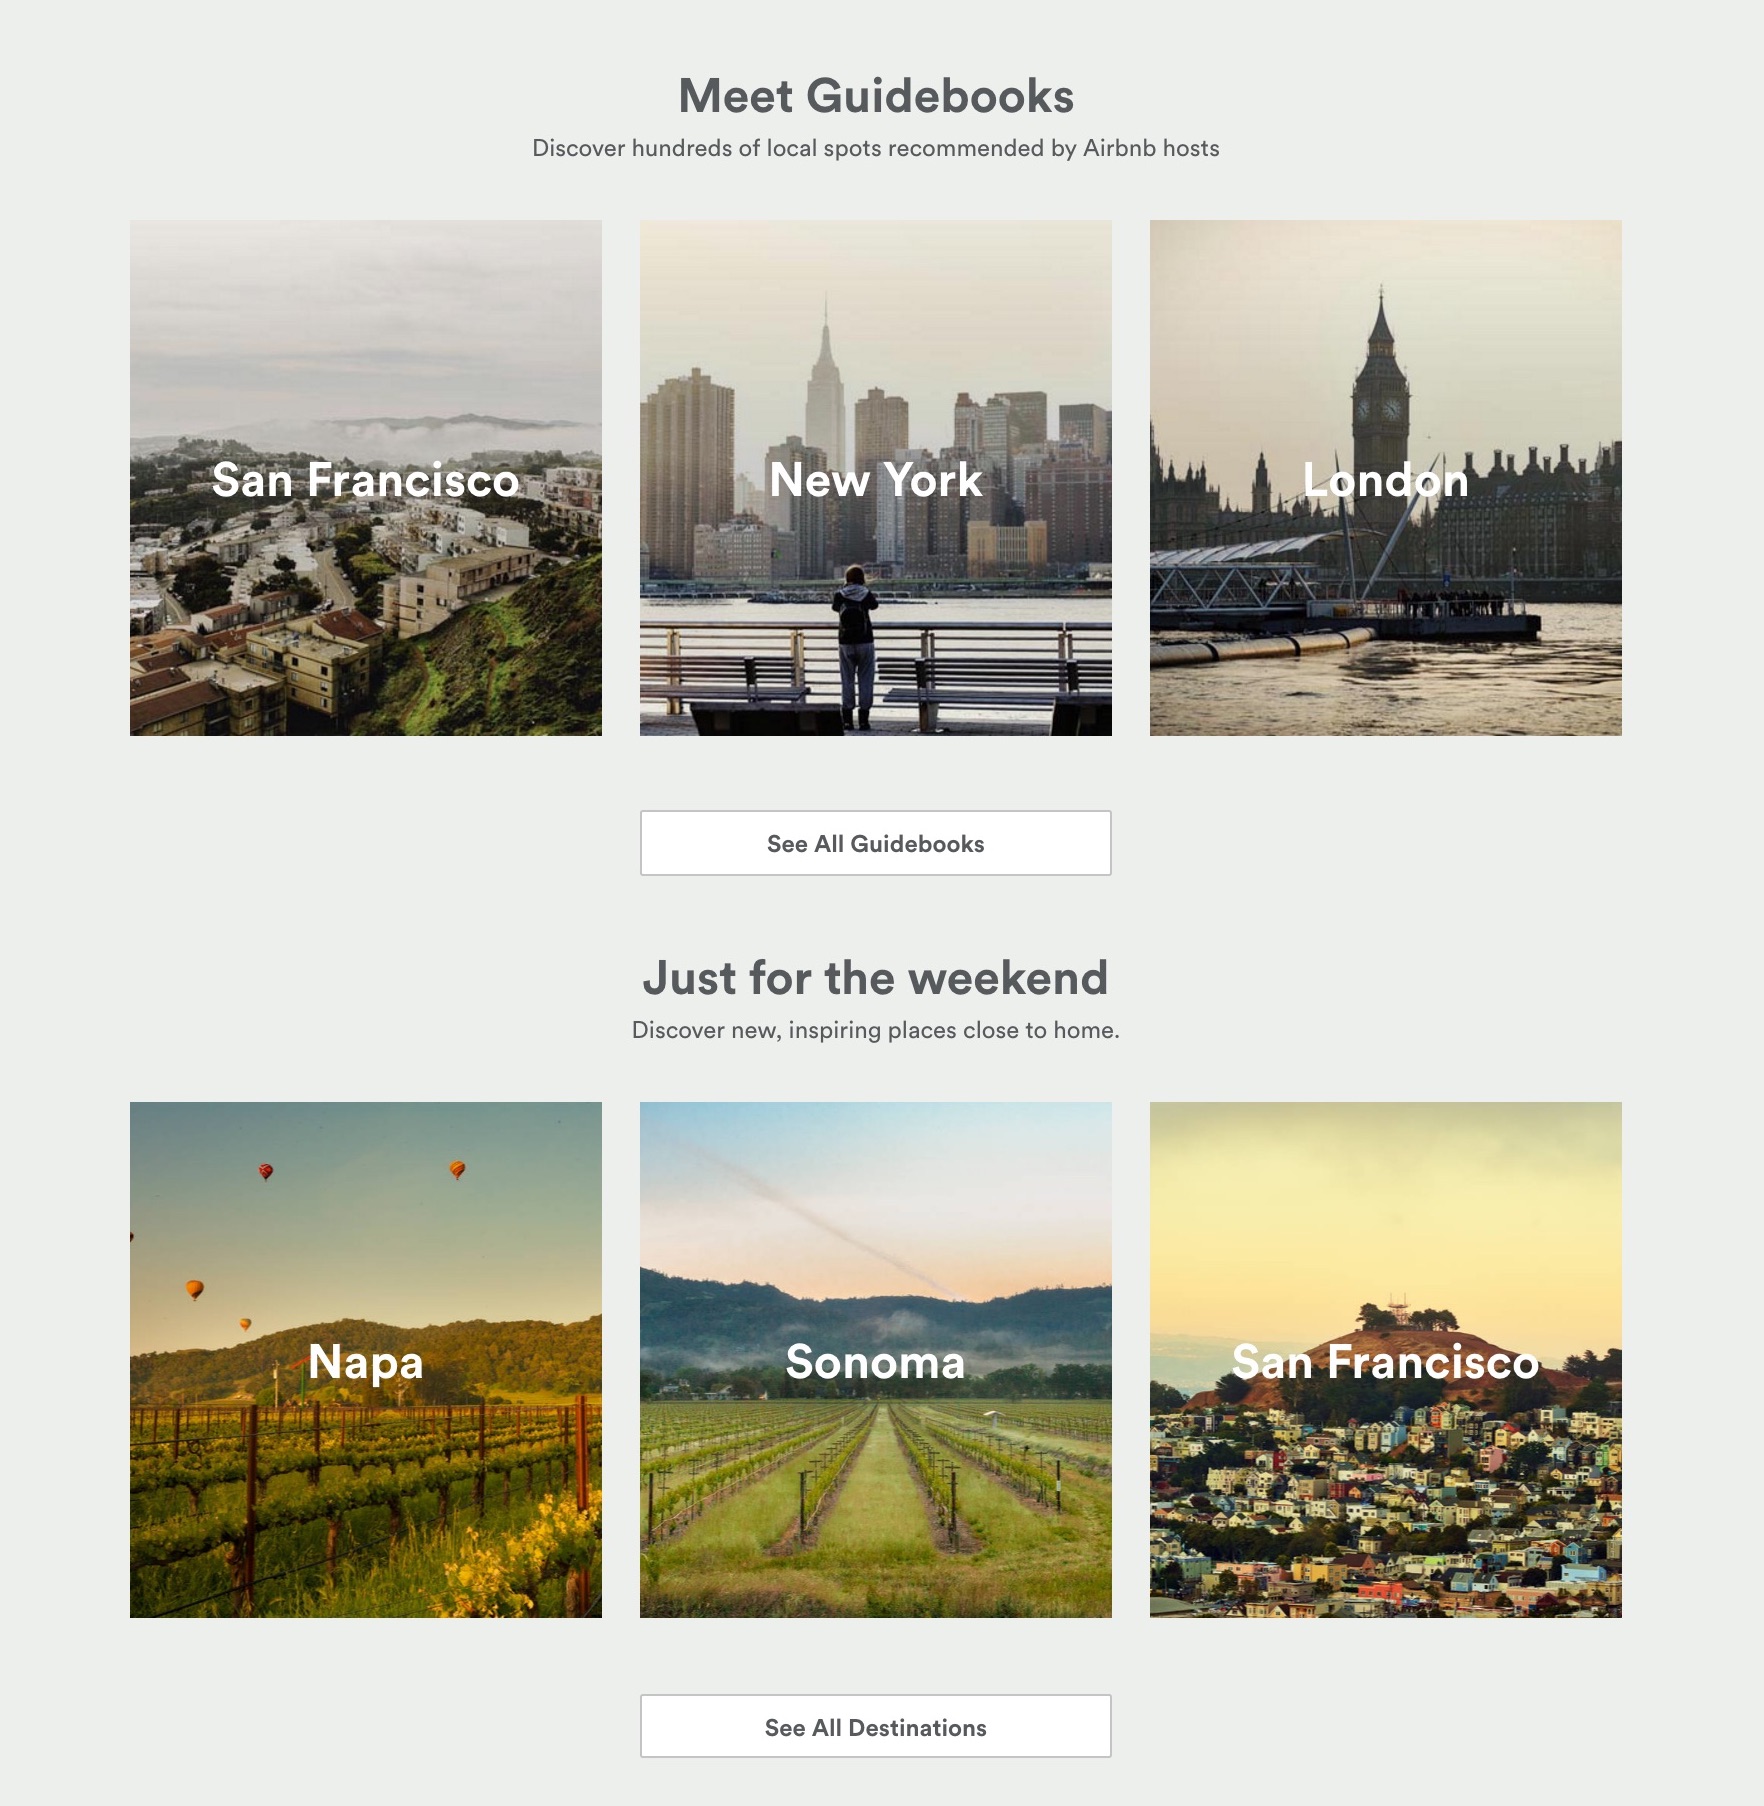 Meet Guidebooks
Discover hundreds of local spots recommended by Airbnb hosts
San Francisco
New York
London
See All Guidebooks
Just for the weekend
Discover new, inspiring places close to home.
Napa
Sonoma
San Francisco
See All Destinations